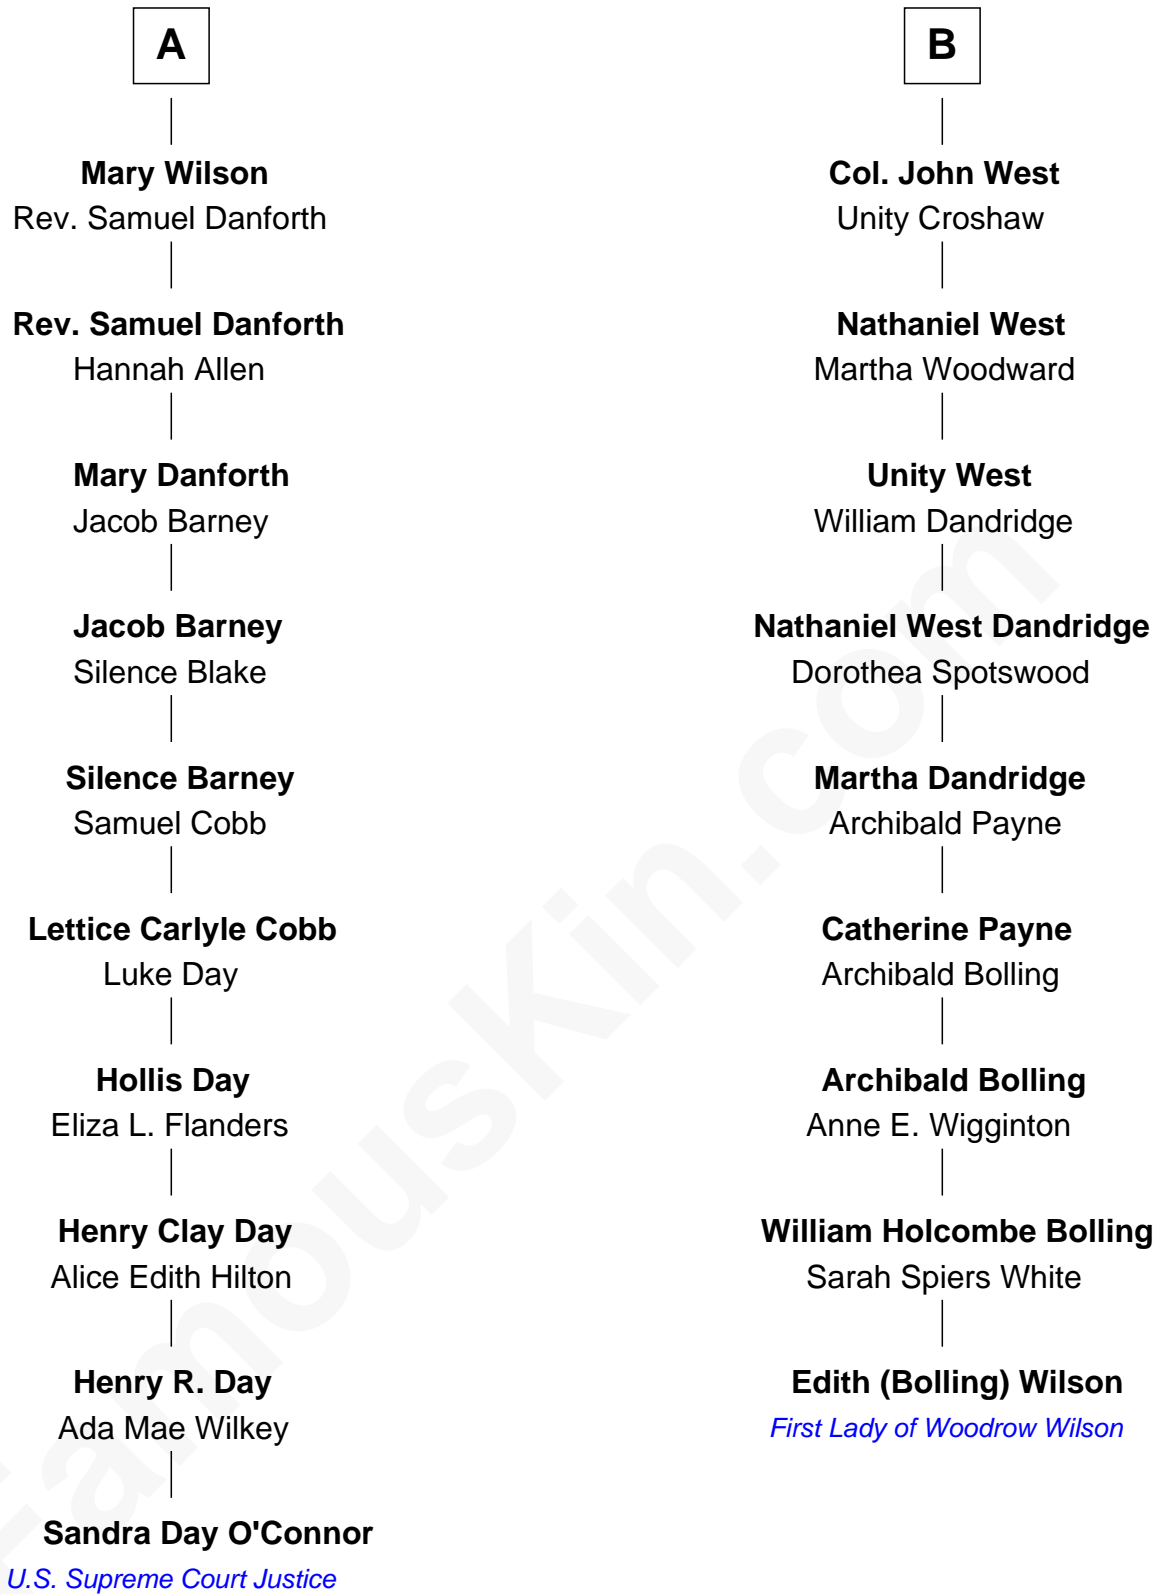 A
Mary Wilson
Rev. Samuel Danforth
Rev. Samuel Danforth
Hannah Allen
Mary Danforth
Jacob Barney
Jacob Barney
Silence Blake
Silence Barney
Samuel Cobb
Lettice Carlyle Cobb
Luke Day
Hollis Day
Eliza L. Flanders
Henry Clay Day
Alice Edith Hilton
Henry R. Day
Ada Mae Wilkey
Sandra Day O'Connor
U.S. Supreme Court Justice
B
Col. John West
Unity Croshaw
Nathaniel West
Martha Woodward
Unity West
William Dandridge
Nathaniel West Dandridge
Dorothea Spotswood
Martha Dandridge
Archibald Payne
Catherine Payne
Archibald Bolling
Archibald Bolling
Anne E. Wigginton
William Holcombe Bolling
Sarah Spiers White
Edith (Bolling) Wilson
First Lady of Woodrow Wilson
FamousKin.com